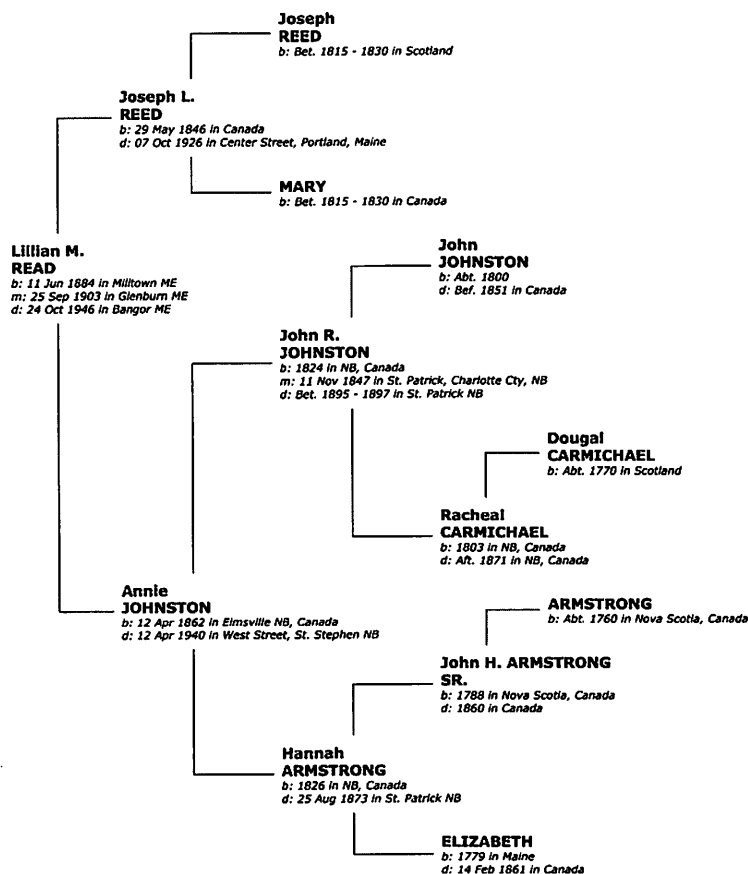 Joseph
REED
b: Bet. 1815 - 1830 in Scotland
Joseph L.
REED
b: 29 May 1846 in Canada
d: 07 Oct 1926 in Center Street, Portland, Maine
MARY
b: Bet. 1815 - 1830 in Canada
Lillian M.
READ
b: 11 Jun 1884 in Milltown ME
m: 25 Sep 1903 in Glenburn ME
d: 24 Oct 1946 in Bangor ME
John
JOHNSTON
b: Abt. 1800
d: Bef. 1851 in Canada
John R.
JOHNSTON
b: 1824 in NB, Canada
m: 11 Nov 1847 in St. Patrick, Charlotte Cty, NB
d: Bet. 1895 - 1897 in St. Patrick NB
Dougal
CARMICHAEL
b: Abt. 1770 in Scotland
Racheal
CARMICHAEL
b: 1803 in NB, Canada
d: Aft. 1871 in NB, Canada
Annie
JOHNSTON
b: 12 Apr 1862 in Elmsville NB, Canada
d: 12 Apr 1940 in West Street, St. Stephen NB
ARMSTRONG
b: Abt. 1760 in Nova Scotia, Canada
John H. ARMSTRONG
SR.
b: 1788 in Nova Scotia, Canada
d: 1860 in Canada
Hannah
ARMSTRONG
b: 1826 in NB, Canada
d: 25 Aug 1873 in St. Patrick NB
ELIZABETH
b: 1779 in Maine
d: 14 Feb 1861 in Canada